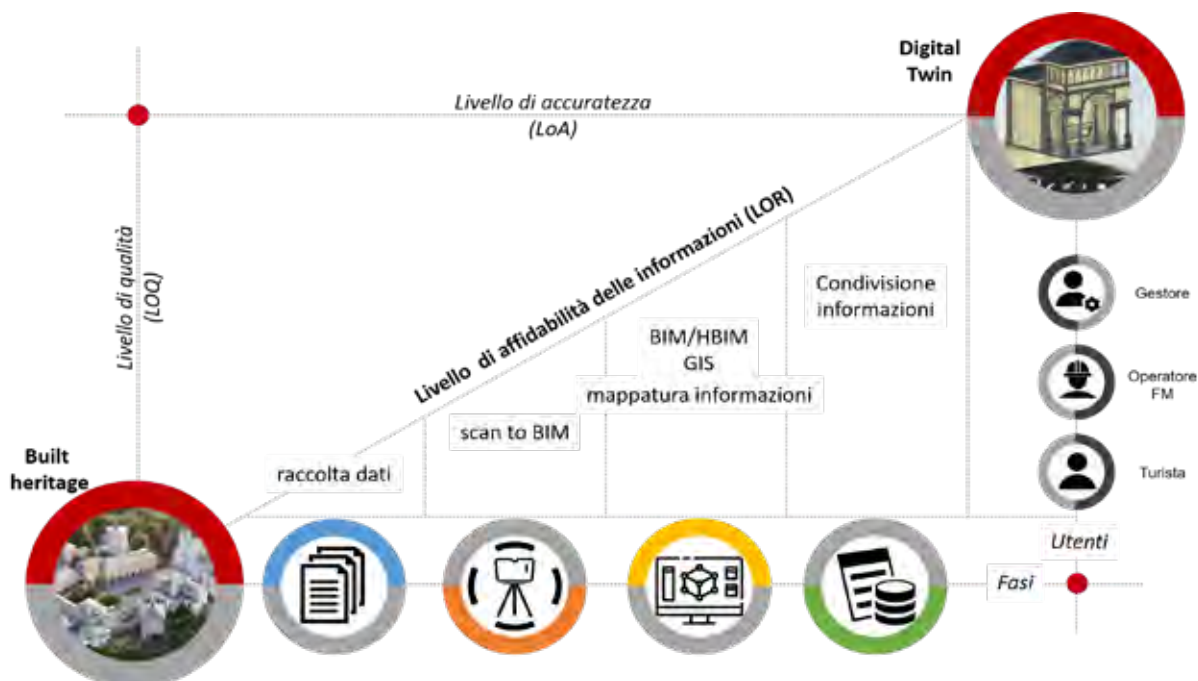 Digital
Twin
Livello di accuratezza
(LoA)
Livello di qualità
(LOQ)
Livello di affidabilità delle informazioni (LOR)
Condivisione
informazioni
Gestore
BIM/HBIM
GIS
mappatura informazioni
Operatore
FM
scan to BIM
Built
heritage
raccolta dati
Turista
Utenti
Fasi